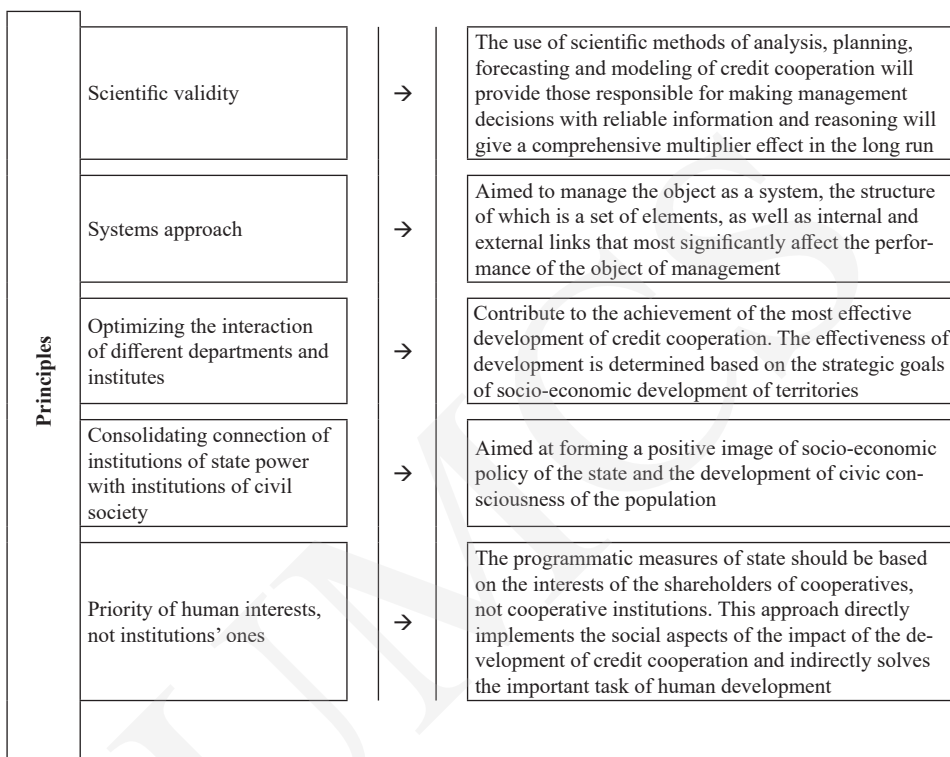 Principles
Scientific validity
→
The use of scientific methods of analysis, planning,
forecasting and modeling of credit cooperation will
provide those responsible for making management
decisions with reliable information and reasoning will
give a comprehensive multiplier effect in the long run
Systems approach
→
Aimed to manage the object as a system, the structure
of which is a set of elements, as well as internal and
external links that most significantly affect the perfor-
mance of the object of management
Optimizing the interaction
of different departments and
institutes
→
Contribute to the achievement of the most effective
development of credit cooperation. The effectiveness of
development is determined based on the strategic goals
of socio-economic development of territories
Consolidating connection of
institutions of state power
with institutions of civil
society
→
Aimed at forming a positive image of socio-economic
policy of the state and the development of civic con-
sciousness of the population
Priority of human interests,
not institutions’ ones
→
The programmatic measures of state should be based
on the interests of the shareholders of cooperatives,
not cooperative institutions. This approach directly
implements the social aspects of the impact of the de-
velopment of credit cooperation and indirectly solves
the important task of human development
UMCS